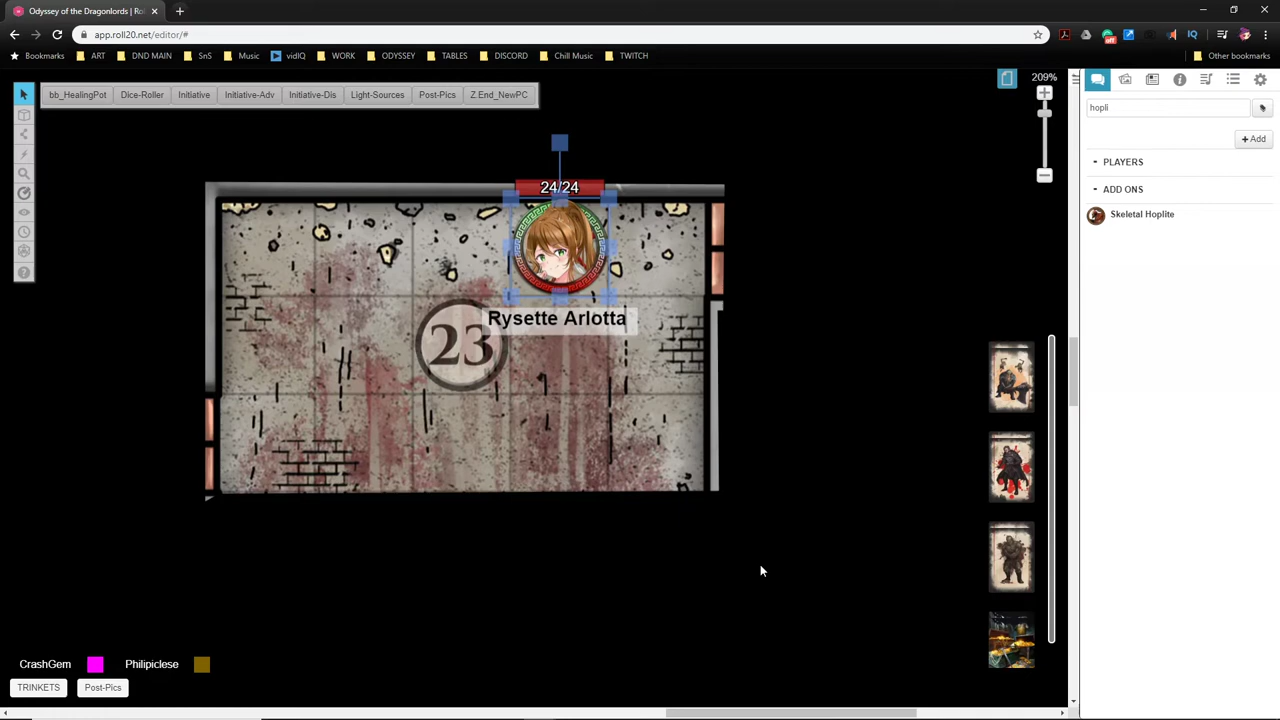 Odyssey of the Dragonlords | Ro
app.roll20.net/editor/#
Bookmarks ART DND MAIN SnS Music vidIQ WORK ODYSSEY TABLES DISCORD Chill Music TWITCH Other bookmarks
off
IQ
bb_HealingPot Dice-Roller Initiative Initiative-Adv Initiative-Dis Light-Sources Post-Pics Z.End_NewPC
209%
hopli
+ Add
PLAYERS
ADD ONS
Skeletal Hoplite
24/24
Rysette Arlotta
23
CrashGem Philipiclese
TRINKETS Post-Pics